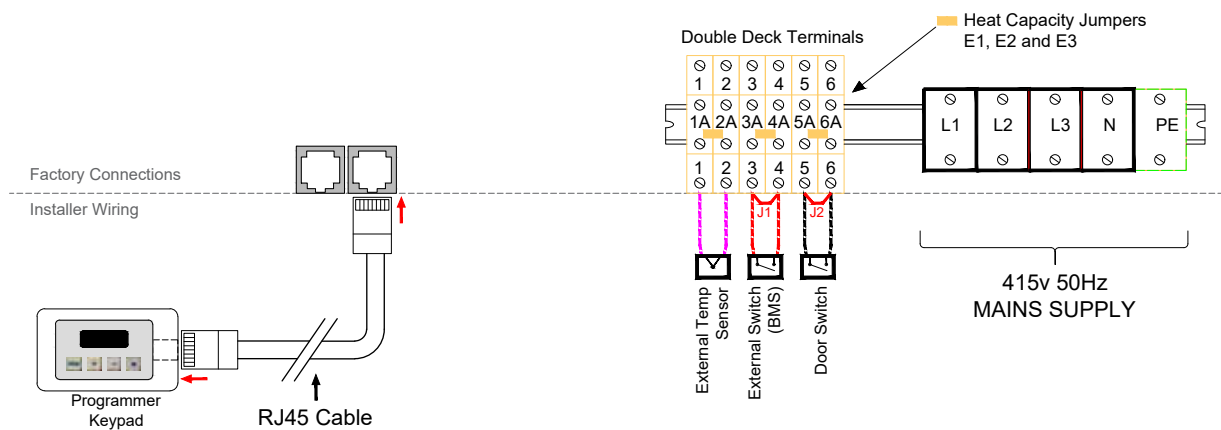 Heat Capacity Jumpers
E1, E2 and E3
Double Deck Terminals
1 2 3 4 5 6
1A 2A 3A 4A 5A 6A
L1 L2 L3 N PE
1 2 3 4 5 6
Factory Connections
Installer Wiring
J1 J2
External Temp
Sensor
External Switch
(BMS)
Door Switch
415v 50Hz
MAINS SUPPLY
Programmer
Keypad
RJ45 Cable